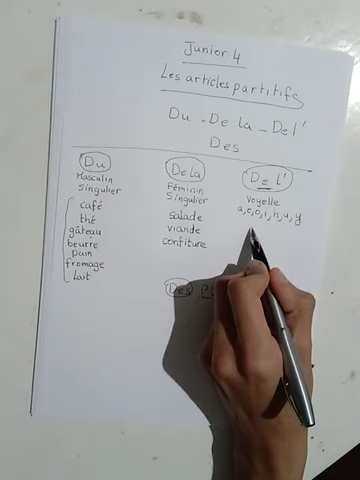 Junior 4
Les articles partitifs
Du - De la - De l'
Des
Du
Masculin
Singulier
café
thé
gâteau
beurre
pain
fromage
Lait
De la
Féminin
Singulier
salade
viande
confiture
De l'
Voyelle
a, e, o, i, h, u, y
Des